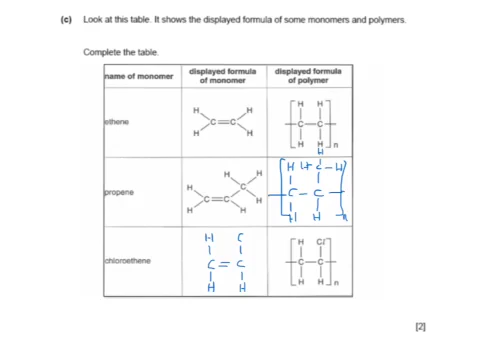 (c) Look at this table. It shows the displayed formula of some monomers and polymers.
Complete the table.
name of monomer
displayed formula of monomer
displayed formula of polymer
ethene
H H
C=C
H H
H H
C-C
H H n
propene
H H
H C
C=C H
H H
H
H H-C-H
C-C
H H n
chloroethene
H C
C=C
H H
H Cl
C-C
H H n
[2]